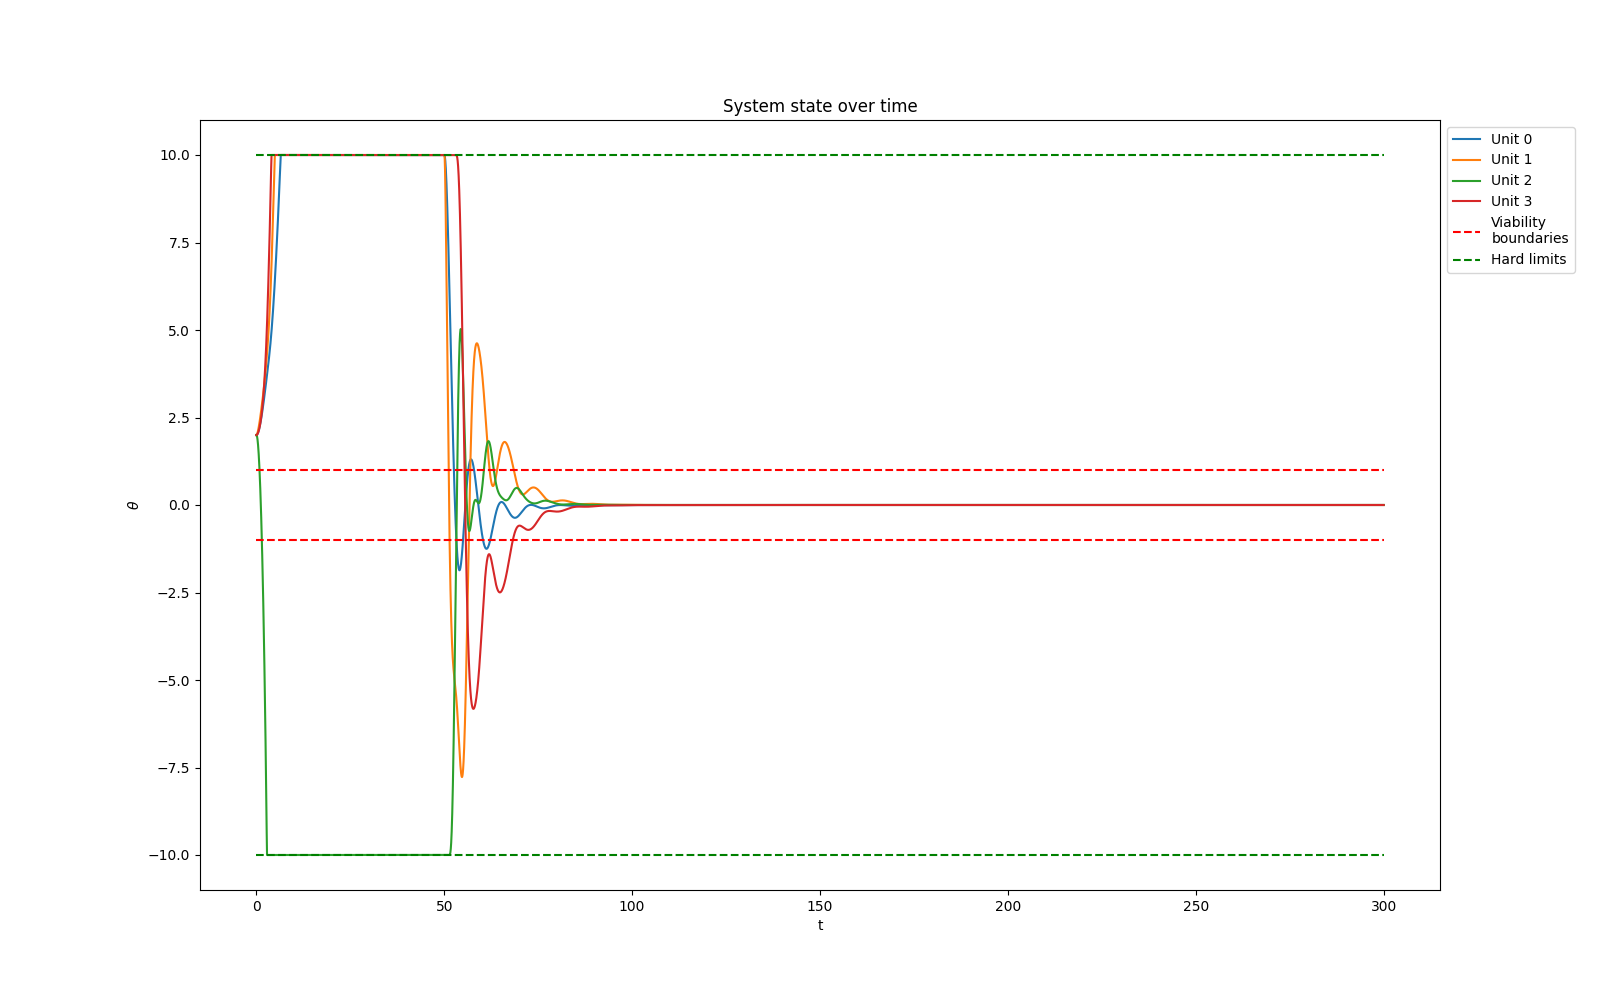 System state over time
10.0
7.5
5.0
2.5
0.0
−2.5
−5.0
−7.5
−10.0
θ
0
50
100
150
200
250
300
t
Unit 0
Unit 1
Unit 2
Unit 3
Viability
boundaries
Hard limits